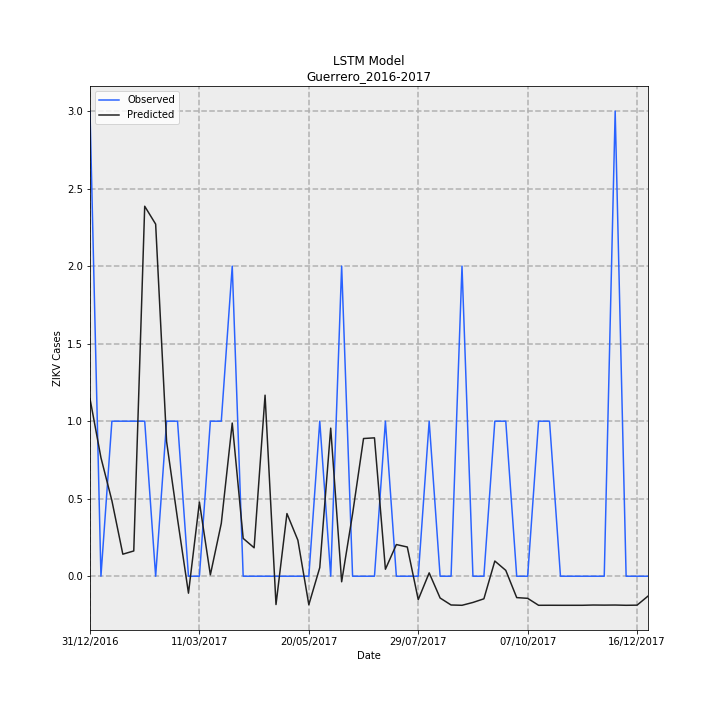 LSTM Model
Guerrero_2016-2017
Observed
Predicted
3.0
2.5
2.0
1.5
1.0
0.5
0.0
ZIKV Cases
31/12/2016 11/03/2017 20/05/2017 29/07/2017 07/10/2017 16/12/2017
Date